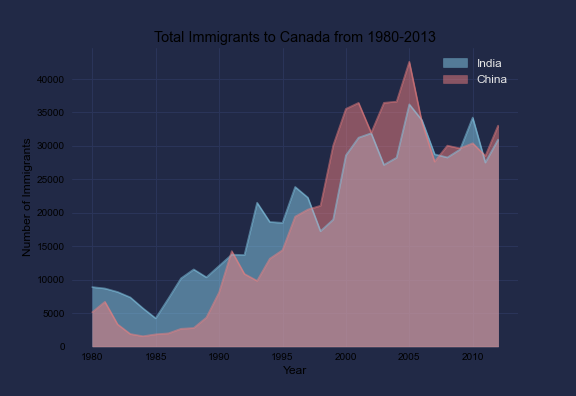 Total Immigrants to Canada from 1980-2013
India
China
40000
35000
30000
25000
20000
15000
10000
5000
0
Number of Immigrants
1980 1985 1990 1995 2000 2005 2010
Year